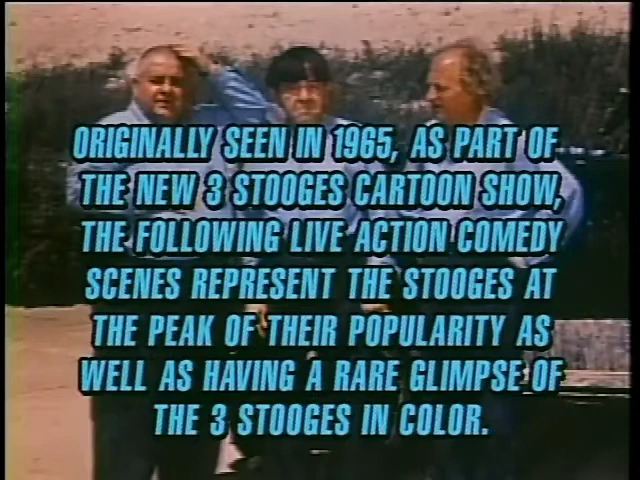 ORIGINALLY SEEN IN 1965, AS PART OF
THE NEW 3 STOOGES CARTOON SHOW,
THE FOLLOWING LIVE ACTION COMEDY
SCENES REPRESENT THE STOOGES AT
THE PEAK OF THEIR POPULARITY AS
WELL AS HAVING A RARE GLIMPSE OF
THE 3 STOOGES IN COLOR.